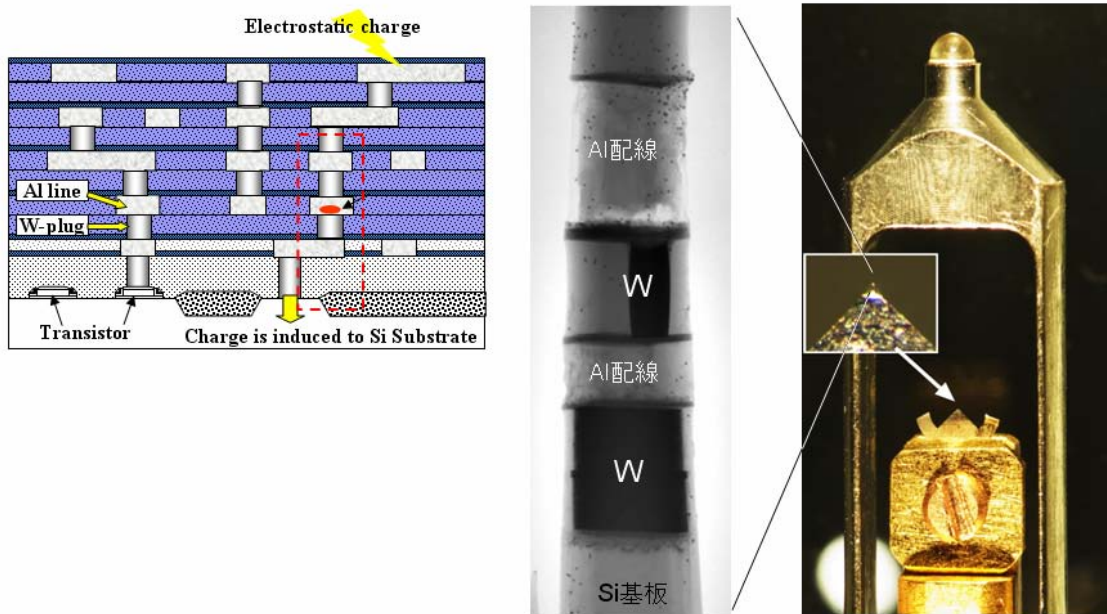 Electrostatic charge
Al line
W-plug
Transistor
Charge is induced to Si Substrate
Al配線
W
Al配線
W
Si基板